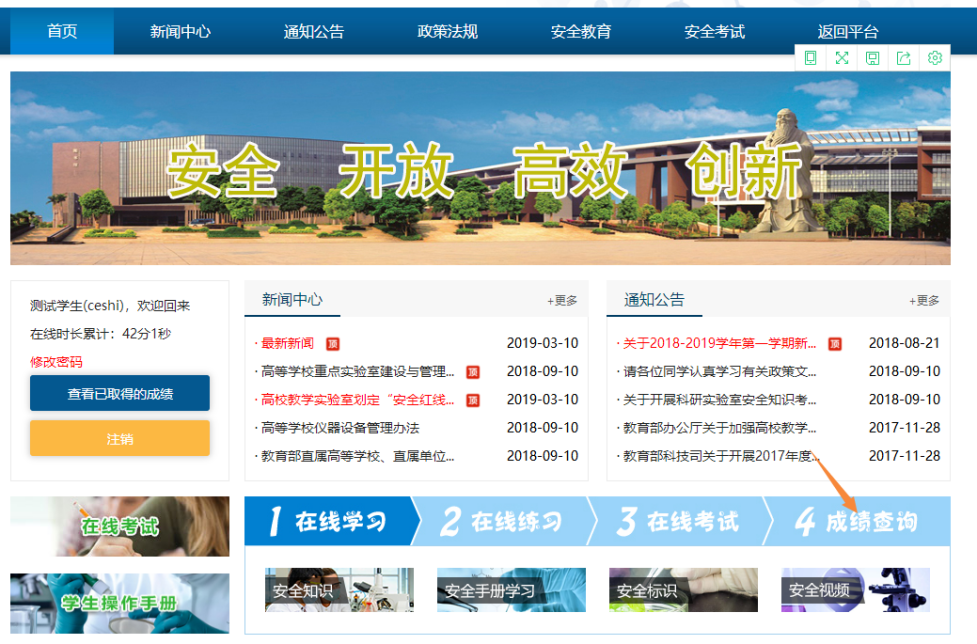 首页 新闻中心 通知公告 政策法规 安全教育 安全考试 返回平台
安全 开放 高效 创新
测试学生(ceshi)，欢迎回来
在线时长累计：42分1秒
修改密码
查看已取得的成绩
注销
新闻中心 +更多
·最新新闻 顶 2019-03-10
·高等学校重点实验室建设与管理... 顶 2018-09-10
·高校教学实验室划定“安全红线... 顶 2019-03-10
·高等学校仪器设备管理办法 2018-09-10
·教育部直属高等学校、直属单位... 2018-09-10
通知公告 +更多
·关于2018-2019学年第一学期新... 顶 2018-08-21
·请各位同学认真学习有关政策文... 2018-09-10
·关于开展科研实验室安全知识考... 2018-09-10
·教育部办公厅关于加强高校教学... 2017-11-28
·教育部科技司关于开展2017年度... 2017-11-28
在线考试
学生操作手册
1 在线学习 2 在线练习 3 在线考试 4 成绩查询
安全知识 安全手册学习 安全标识 安全视频